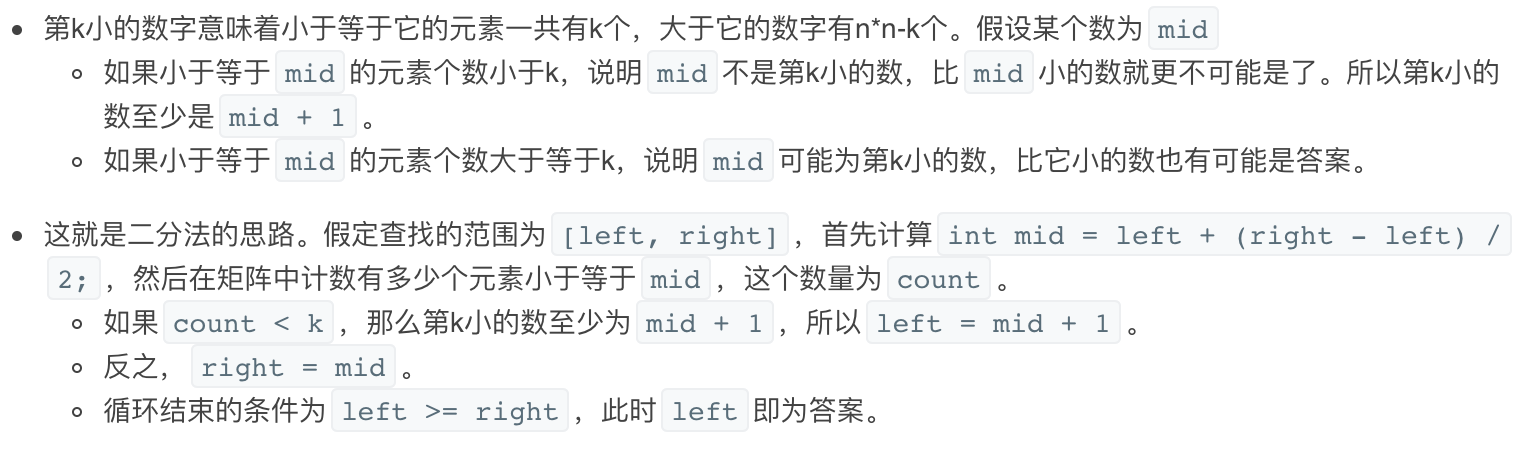 第k小的数字意味着小于等于它的元素一共有k个，大于它的数字有n*n-k个。假设某个数为 mid
如果小于等于 mid 的元素个数小于k，说明 mid 不是第k小的数，比 mid 小的数就更不可能是了。所以第k小的
数至少是 mid + 1 。
如果小于等于 mid 的元素个数大于等于k，说明 mid 可能为第k小的数，比它小的数也有可能是答案。
这就是二分法的思路。假定查找的范围为 [left, right] ，首先计算 int mid = left + (right - left) /
2; ，然后在矩阵中计数有多少个元素小于等于 mid ，这个数量为 count 。
如果 count < k ，那么第k小的数至少为 mid + 1 ，所以 left = mid + 1 。
反之， right = mid 。
循环结束的条件为 left >= right ，此时 left 即为答案。